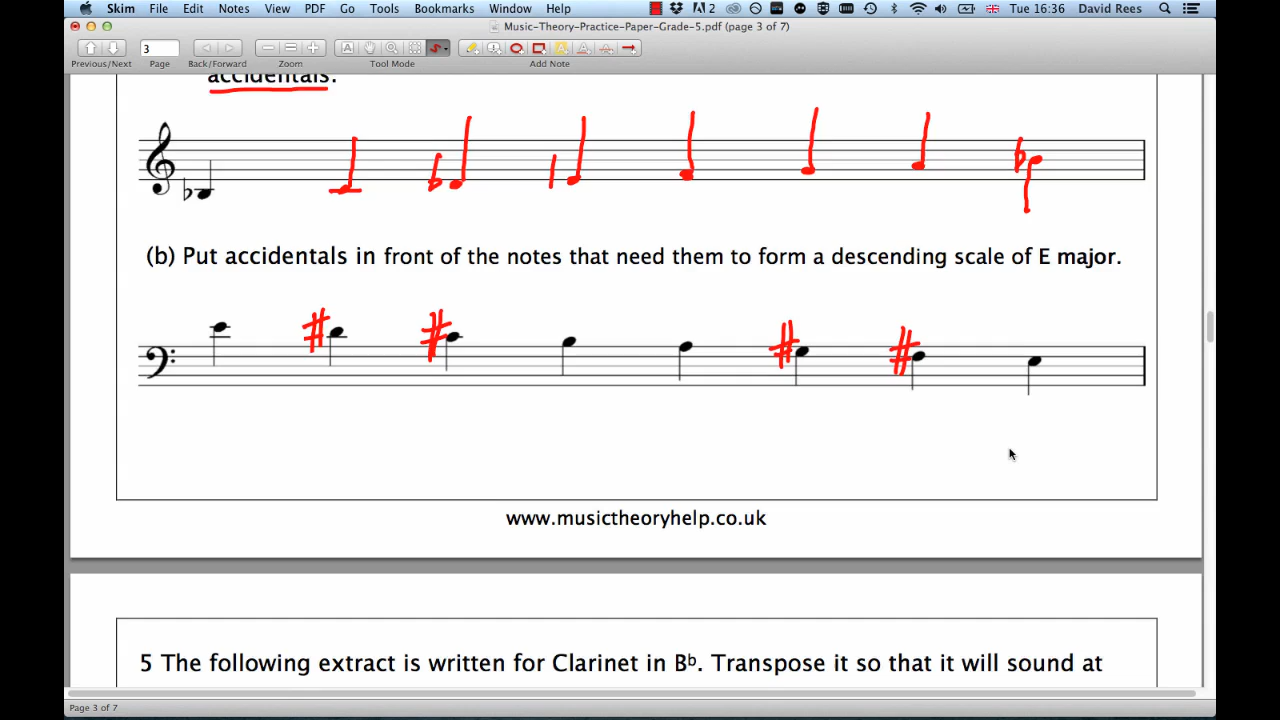 Skim File Edit Notes View PDF Go Tools Bookmarks Window Help 2 Tue 16:36 David Rees
Music-Theory-Practice-Paper-Grade-5.pdf (page 3 of 7)
3
Previous/Next Page Back/Forward Zoom Tool Mode Add Note
accidentals.
(b) Put accidentals in front of the notes that need them to form a descending scale of E major.
www.musictheoryhelp.co.uk
5 The following extract is written for Clarinet in B♭. Transpose it so that it will sound at
Page 3 of 7